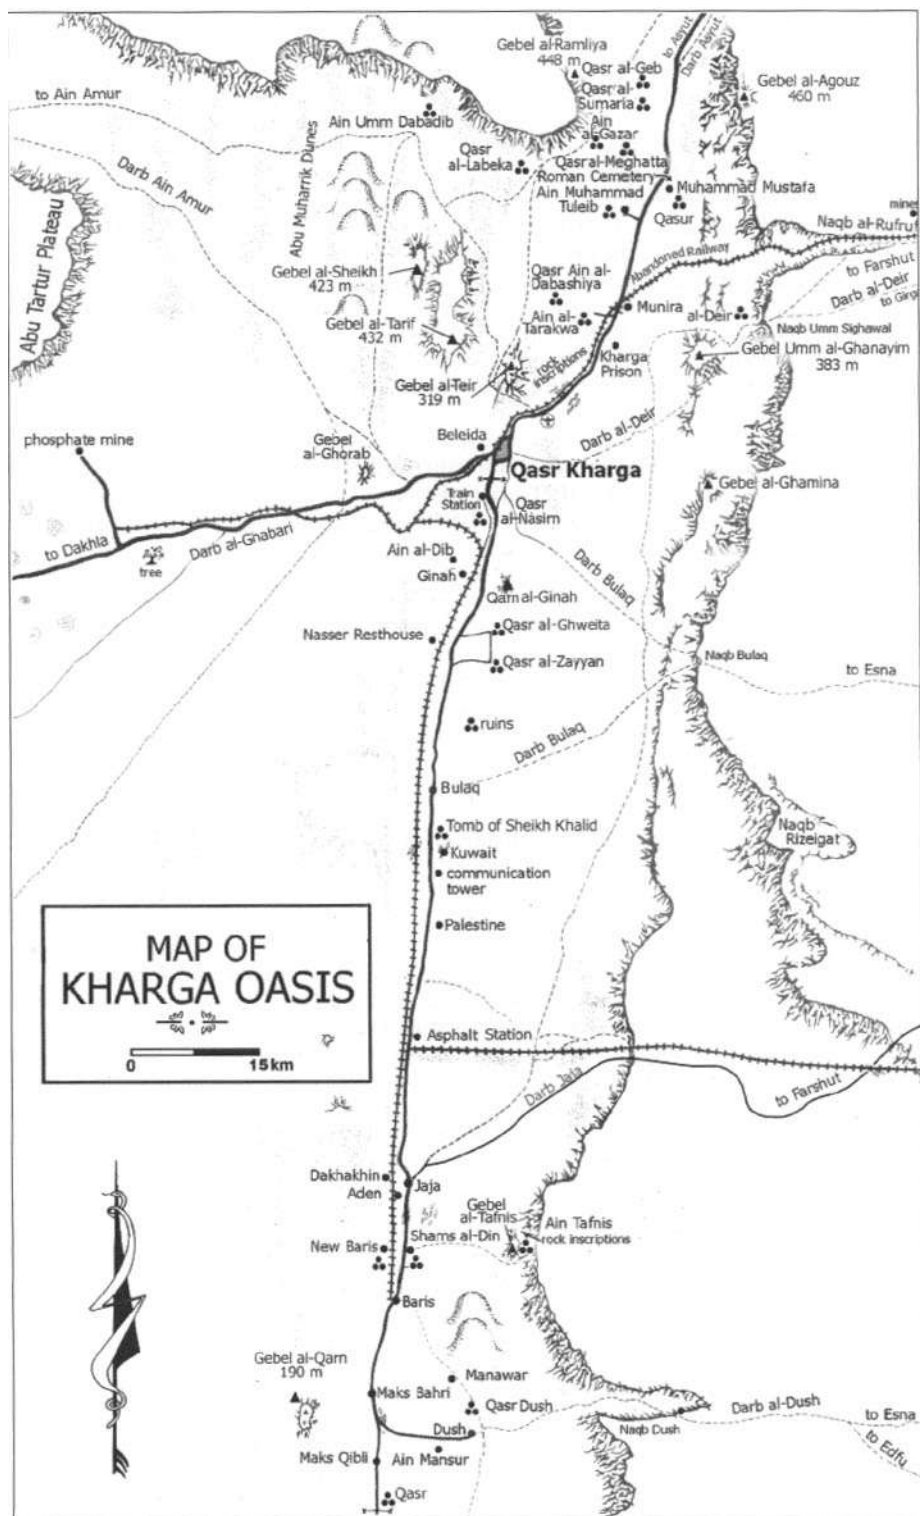 to Asyut
Darb Asyut
Gebel
al-Ramliya
448 m
Qasr al-Geb
Qasr al-
Sumaria
Gebel al-Agouz
460 m
to Ain Amur
Ain Umm Dabadib
Ain
al-Gazar
Qasr
al-Labeka
Qasr al-Meghatta
Roman Cemetery
Ain Muhammad
Tuleib
Muhammad Mustafa
Qasur
mines
Naqb al-Rufru
Darb Ain Amur
Abu Muharrik Dunes
Abu Tartur Plateau
Gebel al-Sheikh
423 m
Abandoned Railway
to Farshut
Darb al-Deir
Qasr Ain al-
Dabashiya
Munira
al-Deir
Ain al-
Tarakwa
Naqb Umm Sighawal
Gebel al-Tarif
432 m
Gebel Umm al-Ghanayim
383 m
Kharga
Prison
rock
inscriptions
Gebel al-Teir
319 m
phosphate mine
Gebel
al-Ghorab
Beleida
Darb al-Deir
Qasr Kharga
Gebel al-Ghamina
Train
Station
Qasr
al-Nasim
to Dakhla
Darb al-Ghabari
tree
Ain al-Dib
Ginah
Darb Bulaq
Qarn al-Ginah
Nasser Resthouse
Qasr al-Ghweita
Qasr al-Zayyan
Naqb Bulaq
to Esna
ruins
Darb Bulaq
Bulaq
Tomb of Sheikh Khalid
Kuwait
communication
tower
Naqb
Rizeigat
Palestine
MAP OF
KHARGA OASIS
0 15km
Asphalt Station
Darb Jaja
to Farshut
Dakhakhin
Aden
Jaja
Gebel
al-Tafnis
Ain Tafnis
rock inscriptions
New Baris
Shams al-Din
Baris
Gebel al-Qarn
190 m
Manawar
Maks Bahri
Qasr Dush
Darb al-Dush
Dush
Naqb Dush
to Esna
to Edfu
Maks Qibli
Ain Mansur
Qasr